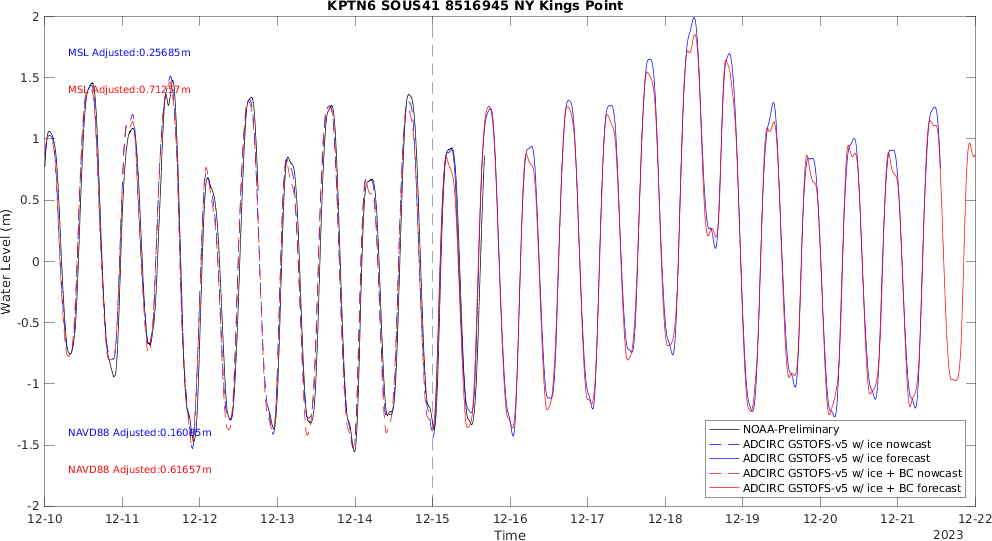 KPTN6 SOUS41 8516945 NY Kings Point
MSL Adjusted:0.25685m
MSL Adjusted:0.71257m
NAVD88 Adjusted:0.16085m
NAVD88 Adjusted:0.61657m
Water Level (m)
2
1.5
1
0.5
0
-0.5
-1
-1.5
-2
NOAA-Preliminary
ADCIRC GSTOFS-v5 w/ ice nowcast
ADCIRC GSTOFS-v5 w/ ice forecast
ADCIRC GSTOFS-v5 w/ ice + BC nowcast
ADCIRC GSTOFS-v5 w/ ice + BC forecast
12-10 12-11 12-12 12-13 12-14 12-15 12-16 12-17 12-18 12-19 12-20 12-21 12-22
Time
2023